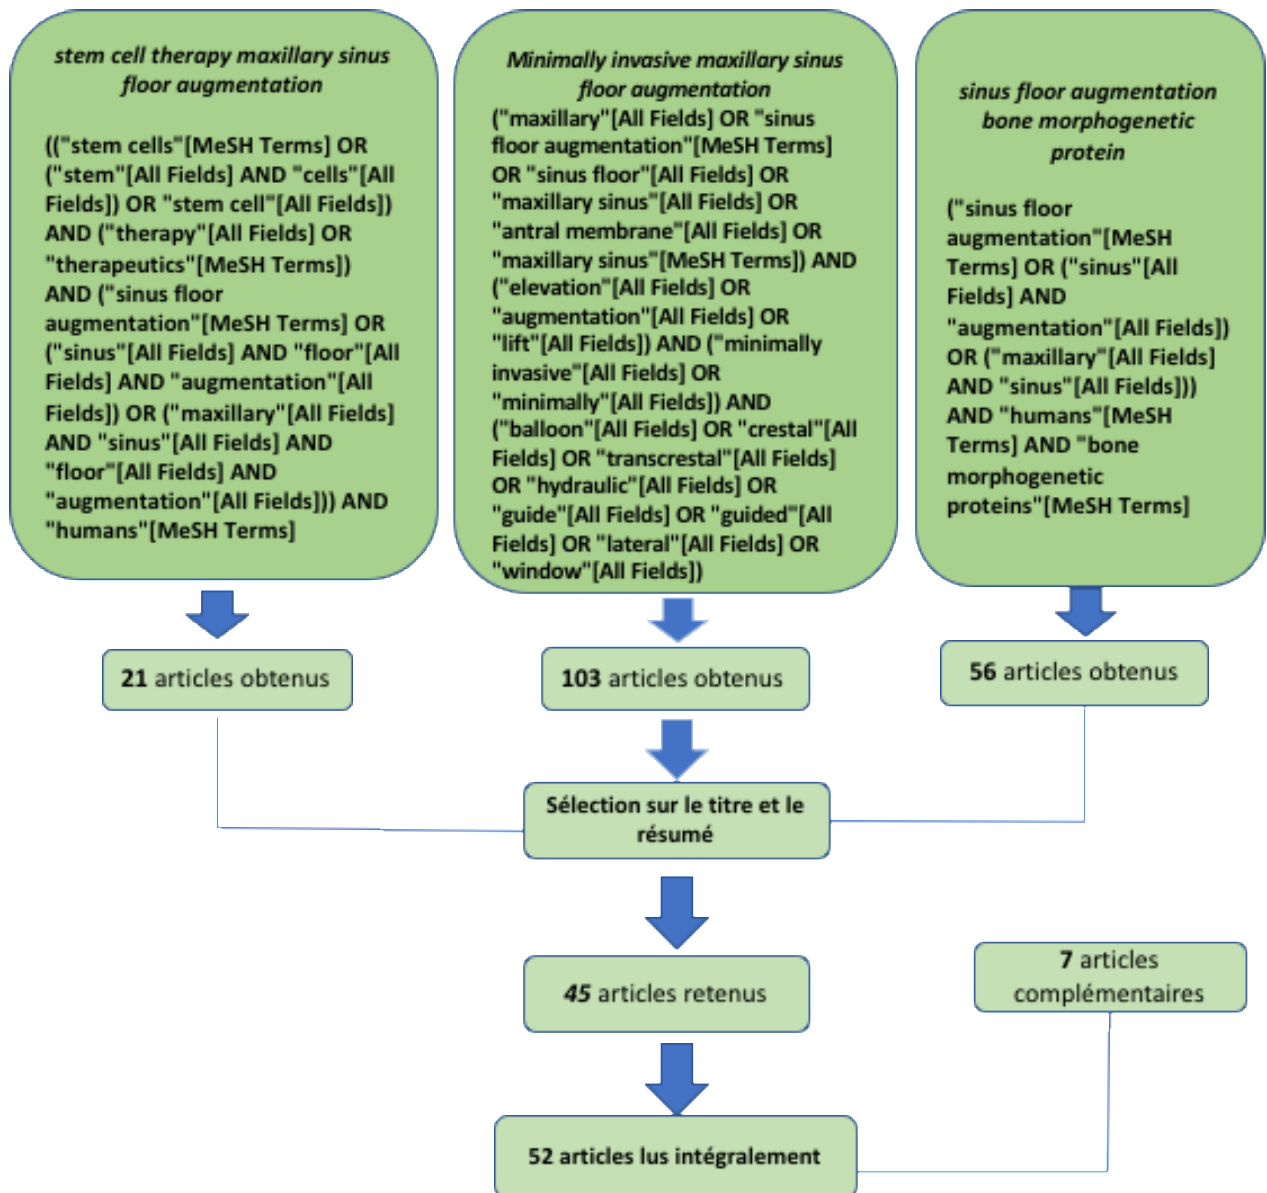 stem cell therapy maxillary sinus
floor augmentation
(("stem cells"[MeSH Terms] OR
("stem"[All Fields] AND "cells"[All
Fields]) OR "stem cell"[All Fields])
AND ("therapy"[All Fields] OR
"therapeutics"[MeSH Terms])
AND ("sinus floor
augmentation"[MeSH Terms] OR
("sinus"[All Fields] AND "floor"[All
Fields] AND "augmentation"[All
Fields]) OR ("maxillary"[All Fields]
AND "sinus"[All Fields] AND
"floor"[All Fields] AND
"augmentation"[All Fields])) AND
"humans"[MeSH Terms]
Minimally invasive maxillary sinus
floor augmentation
("maxillary"[All Fields] OR "sinus
floor augmentation"[MeSH Terms]
OR "sinus floor"[All Fields] OR
"maxillary sinus"[All Fields] OR
"antral membrane"[All Fields] OR
"maxillary sinus"[MeSH Terms]) AND
("elevation"[All Fields] OR
"augmentation"[All Fields] OR
"lift"[All Fields]) AND ("minimally
invasive"[All Fields] OR
"minimally"[All Fields]) AND
("balloon"[All Fields] OR "crestal"[All
Fields] OR "transcrestal"[All Fields]
OR "hydraulic"[All Fields] OR
"guide"[All Fields] OR "guided"[All
Fields] OR "lateral"[All Fields] OR
"window"[All Fields])
sinus floor augmentation
bone morphogenetic
protein
("sinus floor
augmentation"[MeSH
Terms] OR ("sinus"[All
Fields] AND
"augmentation"[All Fields])
OR ("maxillary"[All Fields]
AND "sinus"[All Fields]))
AND "humans"[MeSH
Terms] AND "bone
morphogenetic
proteins"[MeSH Terms]
21 articles obtenus
103 articles obtenus
56 articles obtenus
Sélection sur le titre et le
résumé
45 articles retenus
7 articles
complémentaires
52 articles lus intégralement